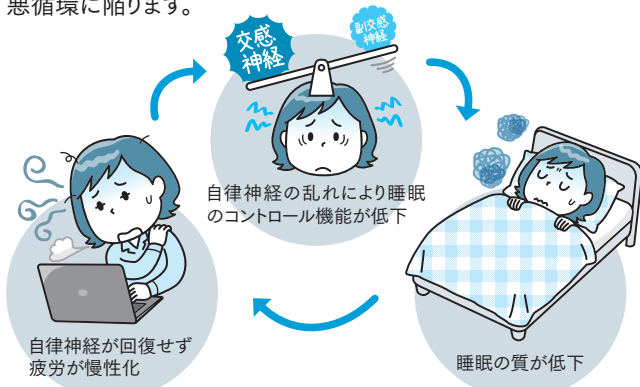 悪循環に陥ります。
交感
神経
副交感
神経
自律神経の乱れにより睡眠
のコントロール機能が低下
自律神経が回復せず
疲労が慢性化
睡眠の質が低下